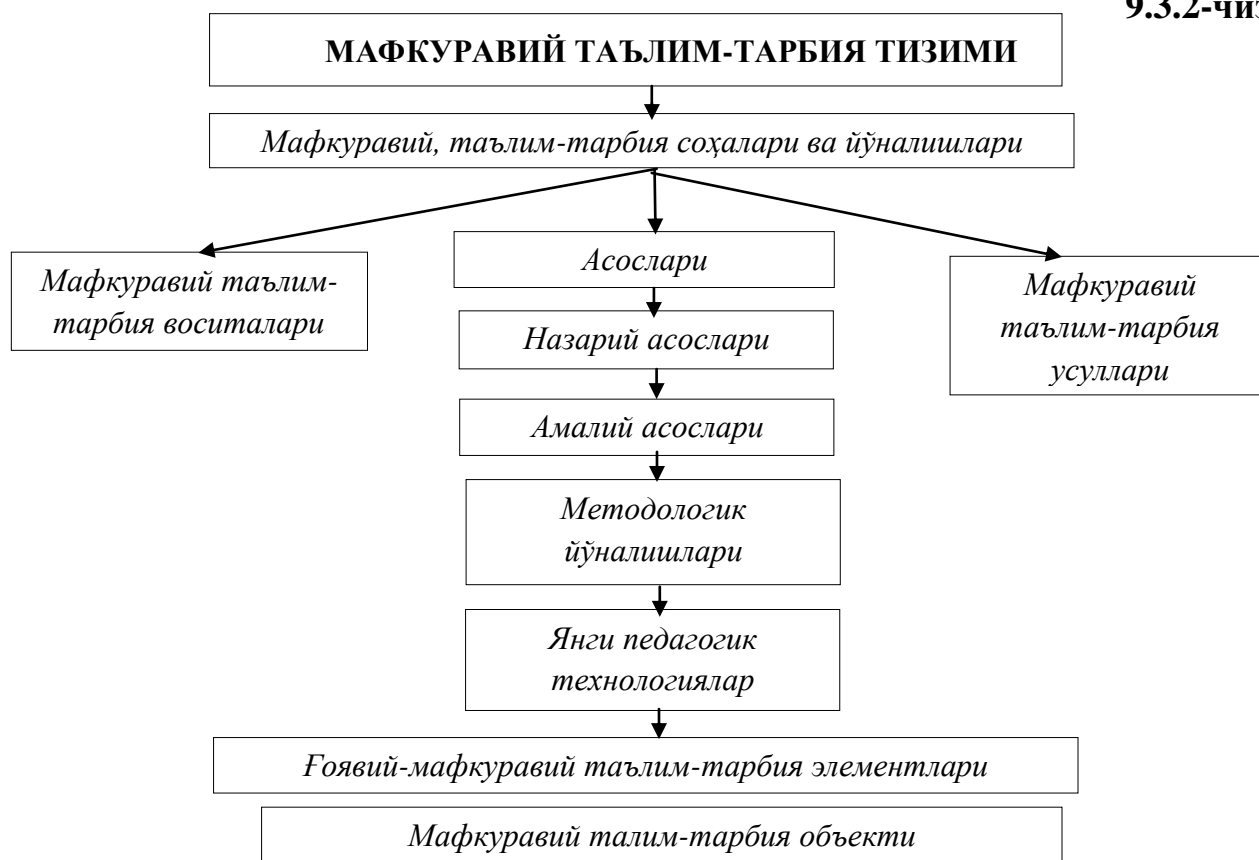 9.3.2-чиз
МАФКУРАВИЙ ТАЪЛИМ-ТАРБИЯ ТИЗИМИ
Мафкуравий, таълим-тарбия соҳалари ва йўналишлари
Мафкуравий таълим-
тарбия воситалари
Асослари
Назарий асослари
Амалий асослари
Методологик
йўналишлари
Янги педагогик
технологиялар
Мафкуравий
таълим-тарбия
усуллари
Ғоявий-мафкуравий таълим-тарбия элементлари
Мафкуравий талим-тарбия объекти